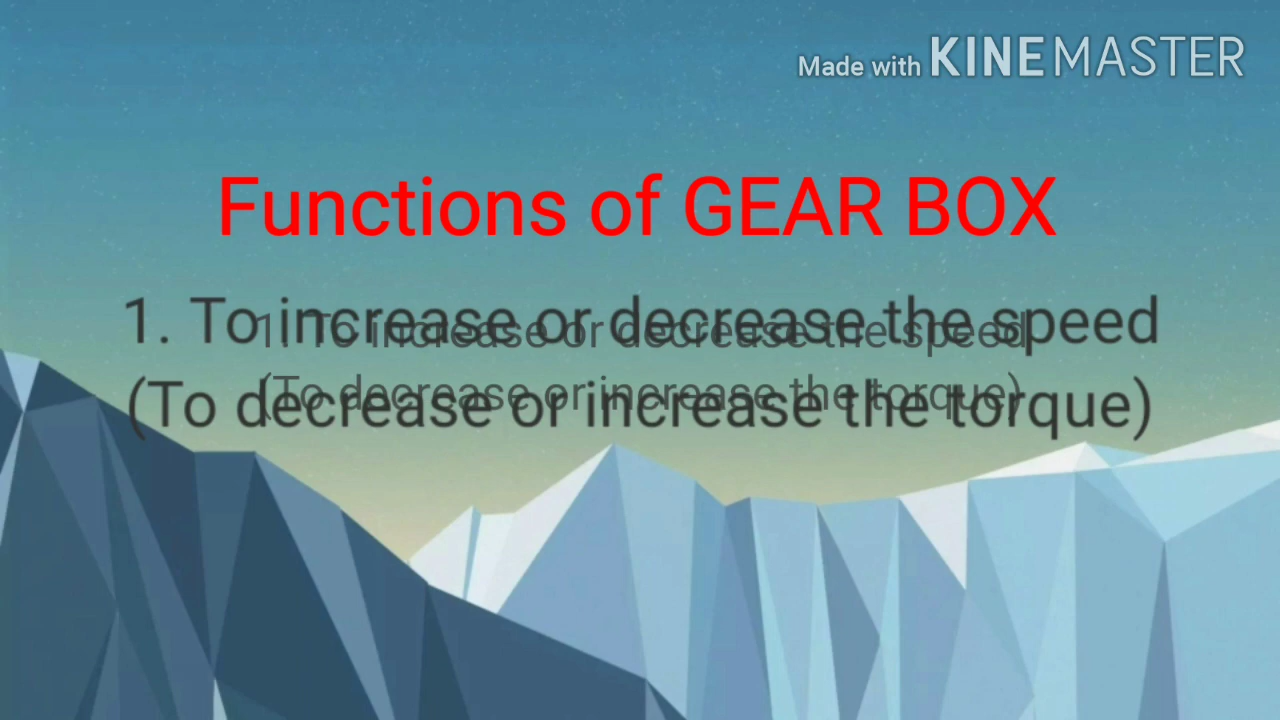 Made with KINEMASTER
Functions of GEAR BOX
1. To increase or decrease the speed
1. To increase or decrease the speed
(To decrease or increase the torque)
(To decrease or increase the torque)